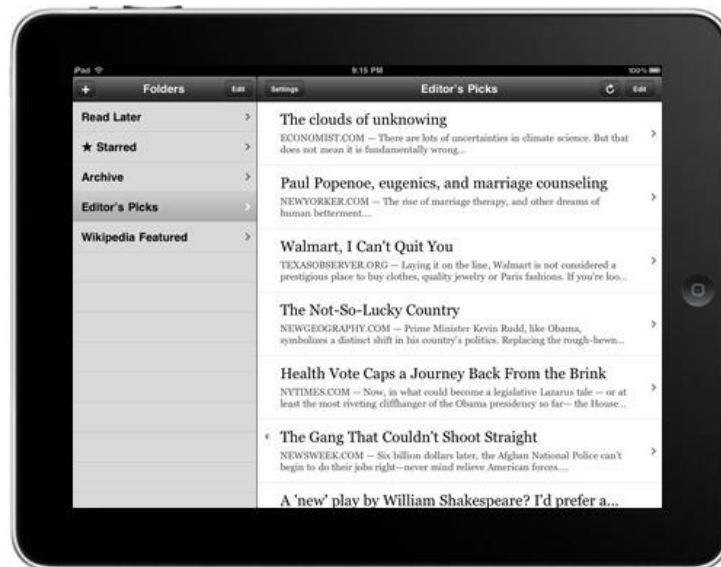 iPad
9:15 PM
100%
+ Folders Edit
Settings Editor's Picks Edit
Read Later
★ Starred
Archive
Editor's Picks
Wikipedia Featured
The clouds of unknowing
ECONOMIST.COM — There are lots of uncertainties in climate science. But that
does not mean it is fundamentally wrong...
Paul Popenoe, eugenics, and marriage counseling
NEWYORKER.COM — The rise of marriage therapy, and other dreams of
human betterment....
Walmart, I Can't Quit You
TEXASOBSERVER.ORG — Laying it on the line, Walmart is not considered a
prestigious place to buy clothes, quality jewelry or Paris fashions. If you're loo...
The Not-So-Lucky Country
NEWGEOGRAPHY.COM — Prime Minister Kevin Rudd, like Obama,
symbolizes a distinct shift in his country's politics. Replacing the rough-hewn...
Health Vote Caps a Journey Back From the Brink
NYTIMES.COM — Now, in what could become a legislative Lazarus tale — or at
least the most riveting cliffhanger of the Obama presidency so far— the House...
The Gang That Couldn't Shoot Straight
NEWSWEEK.COM — Six billion dollars later, the Afghan National Police can't
begin to do their jobs right—never mind relieve American forces....
A 'new' play by William Shakespeare? I'd prefer a...